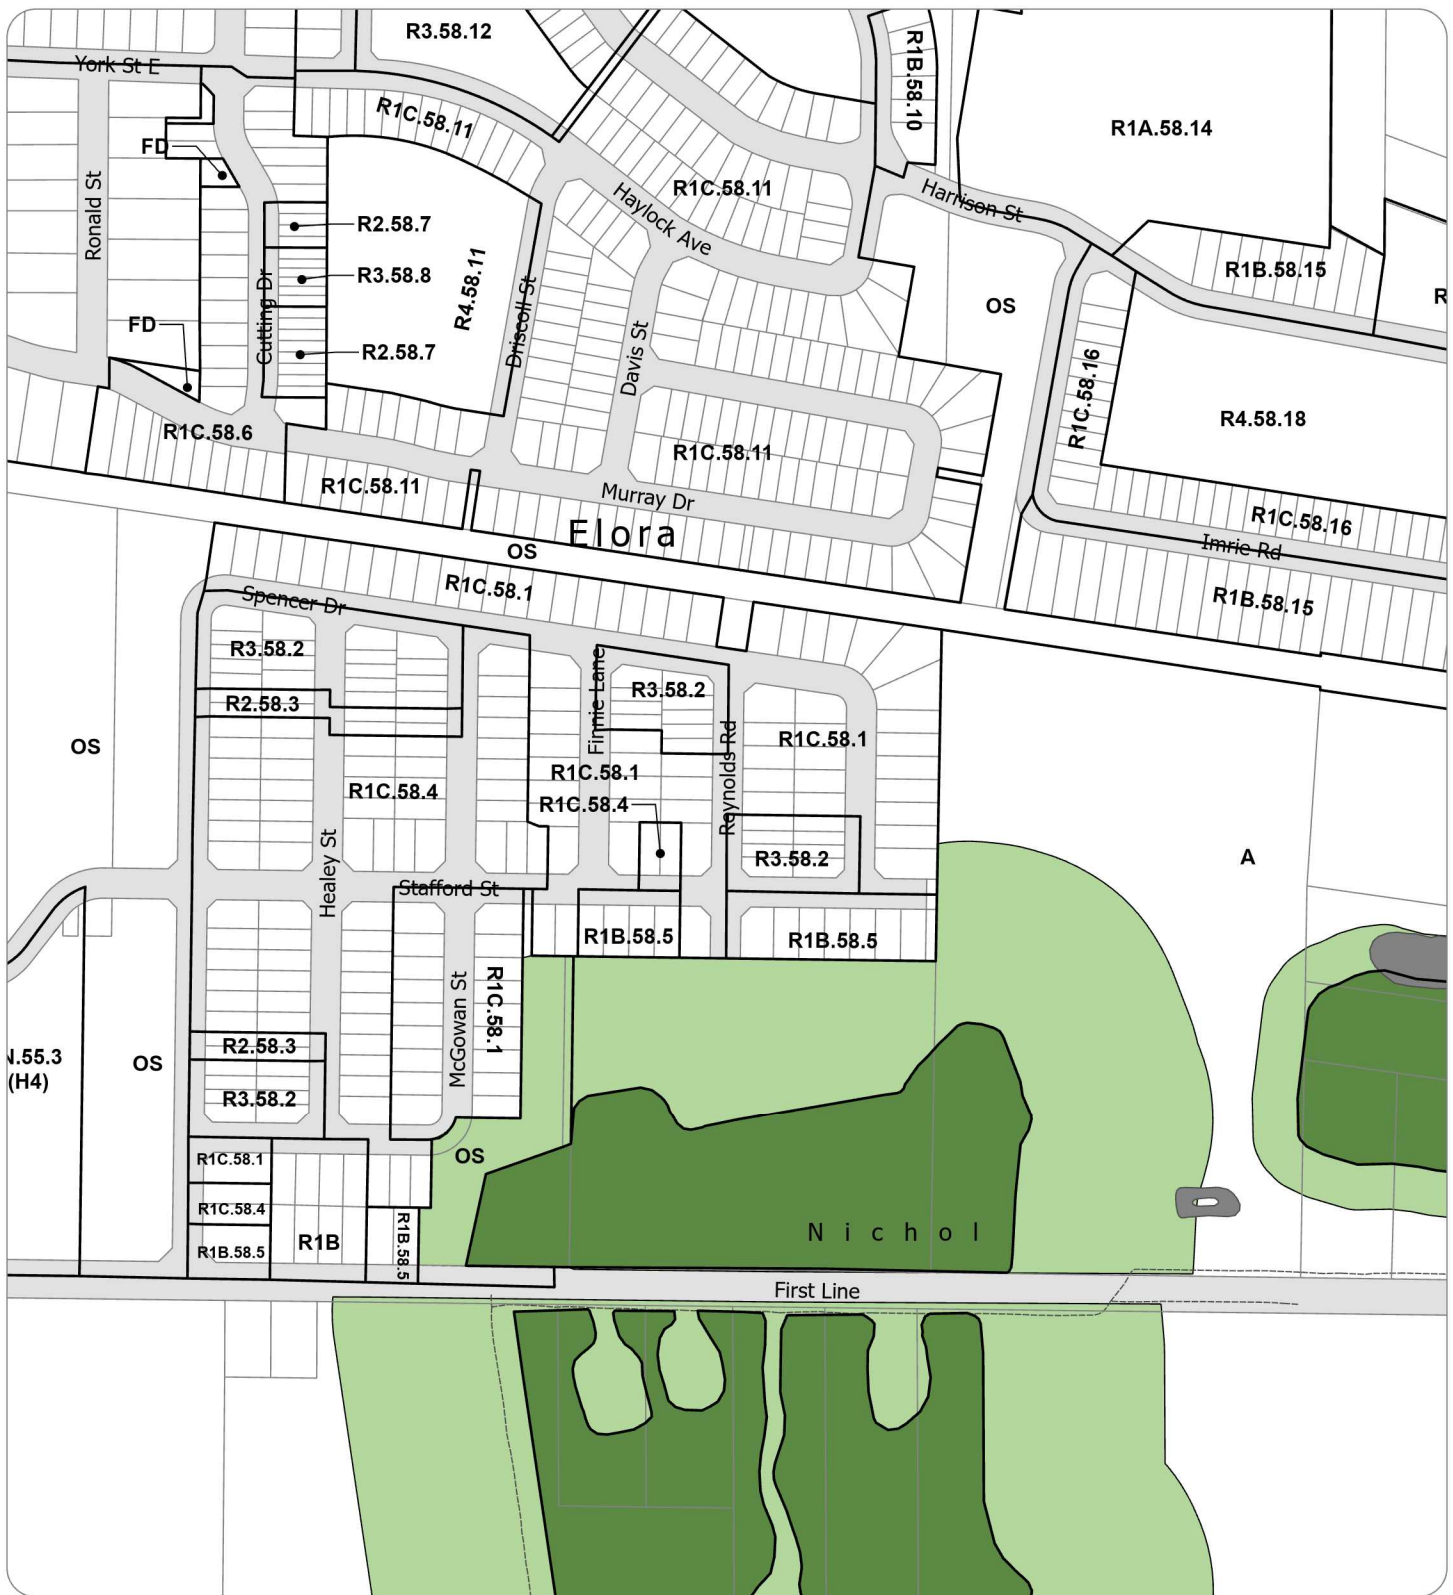 R3.58.12
York St E
R1C.58.11
R1B.58.10
R1A.58.14
FD
Ronald St
R1C.58.11
Harrison St
Haylock Ave
R2.58.7
R3.58.8
R4.58.11
R1B.58.15
OS
R
FD
Cutting Dr
Driscoll St
Davis St
R2.58.7
R1C.58.16
R4.58.18
R1C.58.6
R1C.58.11
R1C.58.11
Murray Dr
Elora
R1C.58.16
Imrie Rd
OS
R1C.58.1
R1B.58.15
Spencer Dr
R3.58.2
R2.58.3
Finnie Lane
R3.58.2
Reynolds Rd
R1C.58.1
OS
R1C.58.1
R1C.58.4
R1C.58.4
R3.58.2
A
Healey St
Stafford St
R1B.58.5
R1B.58.5
McGowan St
R1C.58.1
R2.58.3
.55.3
(H4)
OS
R3.58.2
R1C.58.1
OS
R1C.58.4
R1B.58.5
R1B
R1B.58.5
Nichol
First Line